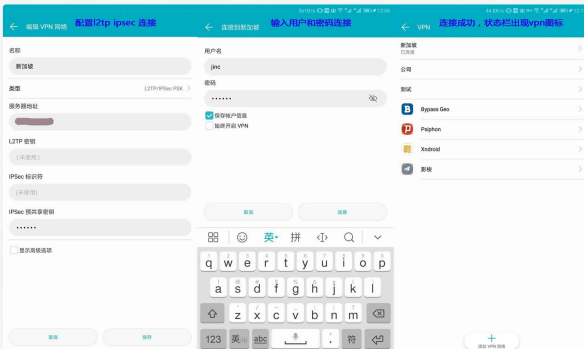 编辑 VPN 网络
配置l2tp ipsec 连接
名称
新加坡
类型
L2TP/IPSec PSK
服务器地址
L2TP 密钥
(未使用)
IPSec 标识符
(未使用)
IPSec 预共享密钥
······
显示高级选项
取消
保存
连接到新加坡
输入用户和密码连接
用户名
jinc
密码
······
保存帐户信息
始终开启 VPN
取消
连接
英 拼
q w e r t y u i o p
a s d f g h j k l
z x c v b n m
123 英 abc 符
VPN
连接成功，状态栏出现vpn图标
新加坡
已连接
公司
测试
Bypass Geo
Psiphon
Xndroid
影梭
添加 VPN 网络